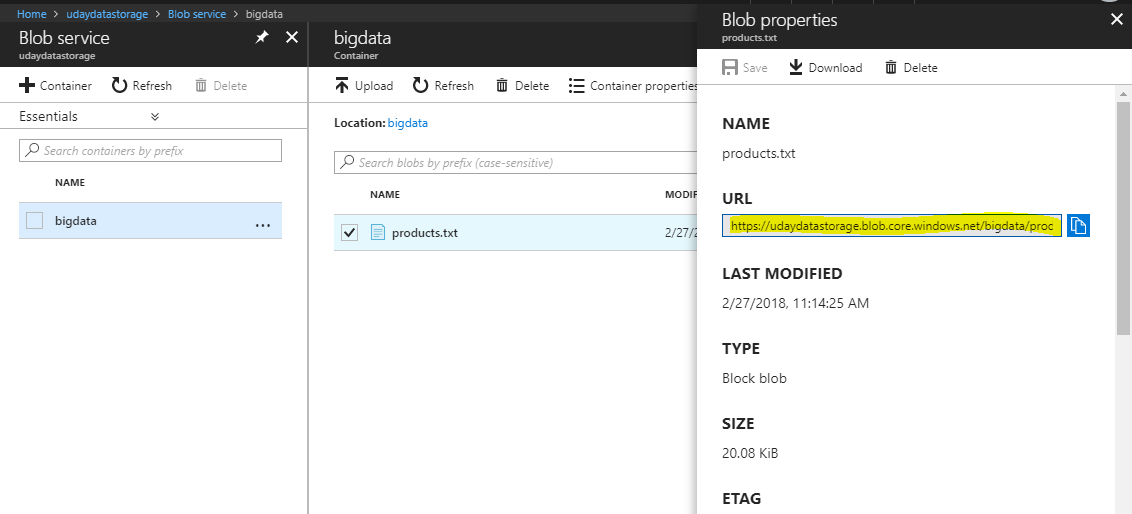 Home > udaydatastorage > Blob service > bigdata
Blob service
udaydatastorage
Container
Refresh
Delete
Essentials
Search containers by prefix
NAME
bigdata
...
bigdata
Container
Upload
Refresh
Delete
Container properties
Location: bigdata
Search blobs by prefix (case-sensitive)
NAME
products.txt
Blob properties
products.txt
Save
Download
Delete
NAME
products.txt
URL
https://udaydatastorage.blob.core.windows.net/bigdata/proc
LAST MODIFIED
2/27/2018, 11:14:25 AM
TYPE
Block blob
SIZE
20.08 KiB
ETAG